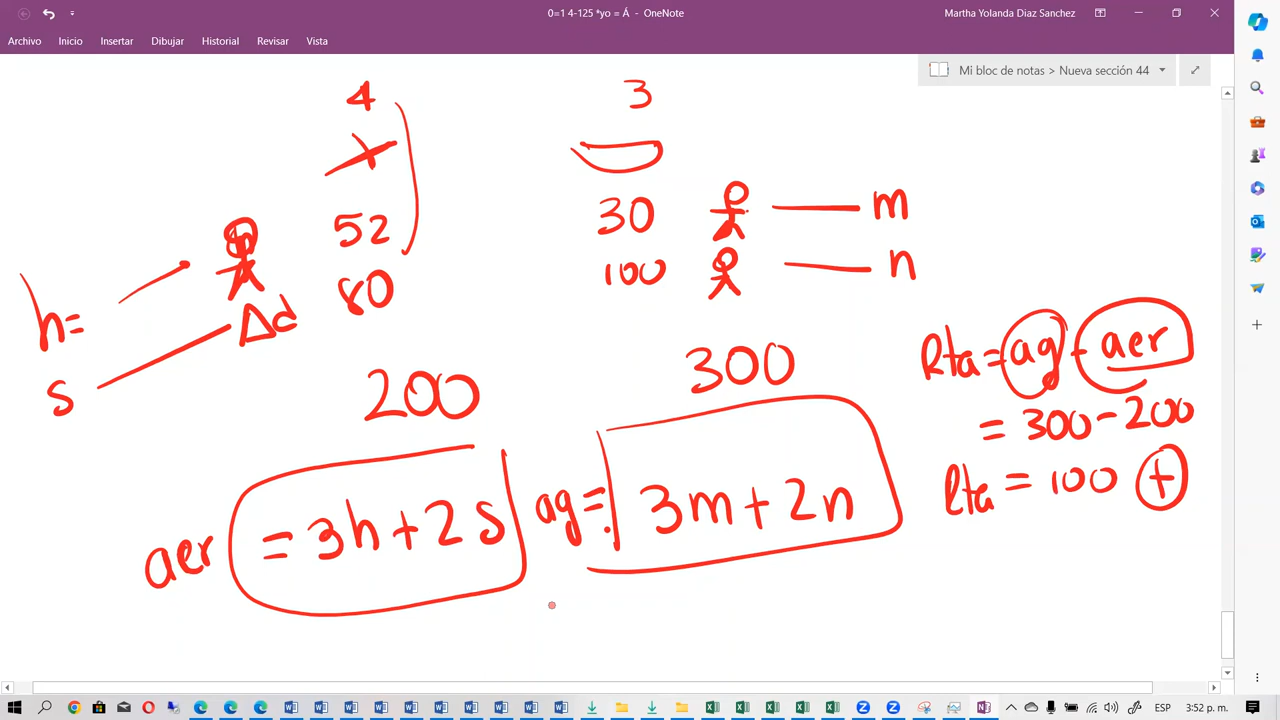 0=1 4-125 *yo = Á - OneNote
Martha Yolanda Diaz Sanchez
Archivo Inicio Insertar Dibujar Historial Revisar Vista
Mi bloc de notas > Nueva sección 44
4
3
52
30 m
100 n
80
h=
Δd
s
200
300
Rta = ag - aer
= 300-200
Rta = 100 +
aer = 3h+2s
ag = 3m+2n
ESP 3:52 p. m.